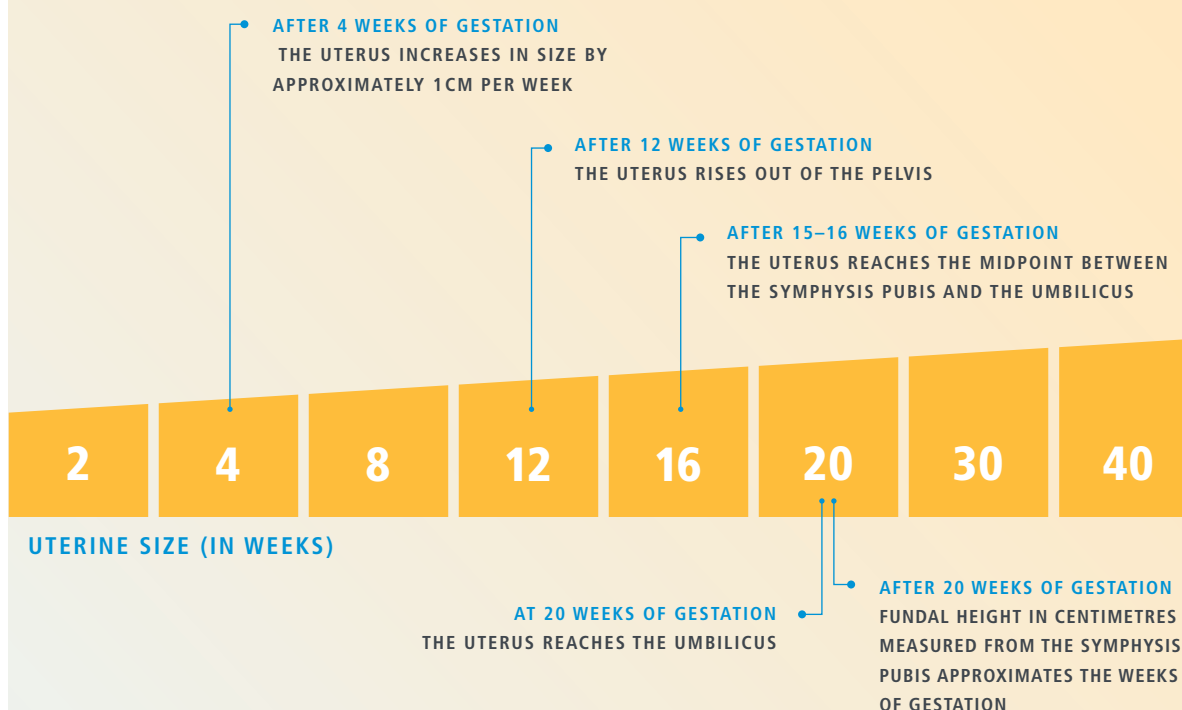 AFTER 4 WEEKS OF GESTATION
THE UTERUS INCREASES IN SIZE BY
APPROXIMATELY 1CM PER WEEK
AFTER 12 WEEKS OF GESTATION
THE UTERUS RISES OUT OF THE PELVIS
AFTER 15–16 WEEKS OF GESTATION
THE UTERUS REACHES THE MIDPOINT BETWEEN
THE SYMPHYSIS PUBIS AND THE UMBILICUS
2 4 8 12 16 20 30 40
UTERINE SIZE (IN WEEKS)
AT 20 WEEKS OF GESTATION
THE UTERUS REACHES THE UMBILICUS
AFTER 20 WEEKS OF GESTATION
FUNDAL HEIGHT IN CENTIMETRES
MEASURED FROM THE SYMPHYSIS
PUBIS APPROXIMATES THE WEEKS
OF GESTATION